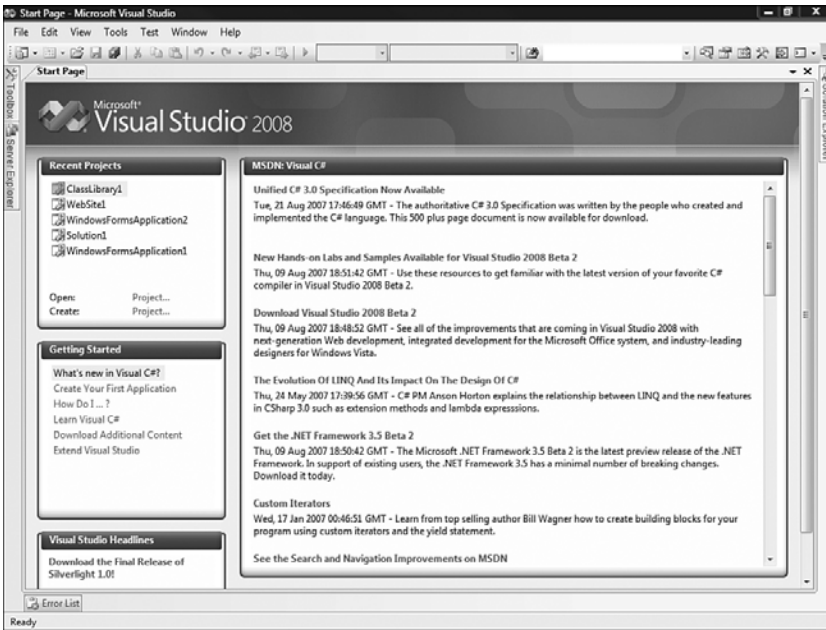 Start Page - Microsoft Visual Studio
File Edit View Tools Test Window Help
Start Page
Toolbox
Server Explorer
Microsoft®
Visual Studio 2008
Recent Projects
ClassLibrary1
WebSite1
WindowsFormsApplication2
Solution1
WindowsFormsApplication1
Open: Project...
Create: Project...
Getting Started
What's new in Visual C#?
Create Your First Application
How Do I ... ?
Learn Visual C#
Download Additional Content
Extend Visual Studio
Visual Studio Headlines
Download the Final Release of
Silverlight 1.0!
MSDN: Visual C#
Unified C# 3.0 Specification Now Available
Tue, 21 Aug 2007 17:46:49 GMT - The authoritative C# 3.0 Specification was written by the people who created and
implemented the C# language. This 500 plus page document is now available for download.
New Hands-on Labs and Samples Available for Visual Studio 2008 Beta 2
Thu, 09 Aug 2007 18:51:42 GMT - Use these resources to get familiar with the latest version of your favorite C#
compiler in Visual Studio 2008 Beta 2.
Download Visual Studio 2008 Beta 2
Thu, 09 Aug 2007 18:48:52 GMT - See all of the improvements that are coming in Visual Studio 2008 with
next-generation Web development, integrated development for the Microsoft Office system, and industry-leading
designers for Windows Vista.
The Evolution Of LINQ And Its Impact On The Design Of C#
Thu, 24 May 2007 17:39:56 GMT - C# PM Anson Horton explains the relationship between LINQ and the new features
in CSharp 3.0 such as extension methods and lambda expresssions.
Get the .NET Framework 3.5 Beta 2
Thu, 09 Aug 2007 18:50:42 GMT - The Microsoft .NET Framework 3.5 Beta 2 is the latest preview release of the .NET
Framework. In support of existing users, the .NET Framework 3.5 has a minimal number of breaking changes.
Download it today.
Custom Iterators
Wed, 17 Jan 2007 00:46:51 GMT - Learn from top selling author Bill Wagner how to create building blocks for your
program using custom iterators and the yield statement.
See the Search and Navigation Improvements on MSDN
Error List
Ready